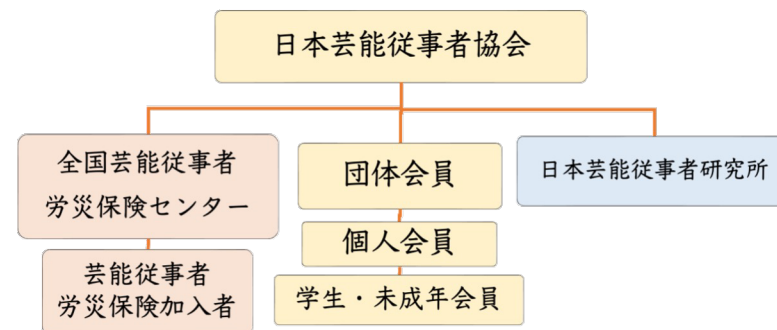 日本芸能従事者協会
全国芸能従事者
労災保険センター
団体会員
日本芸能従事者研究所
個人会員
芸能従事者
労災保険加入者
学生・未成年会員